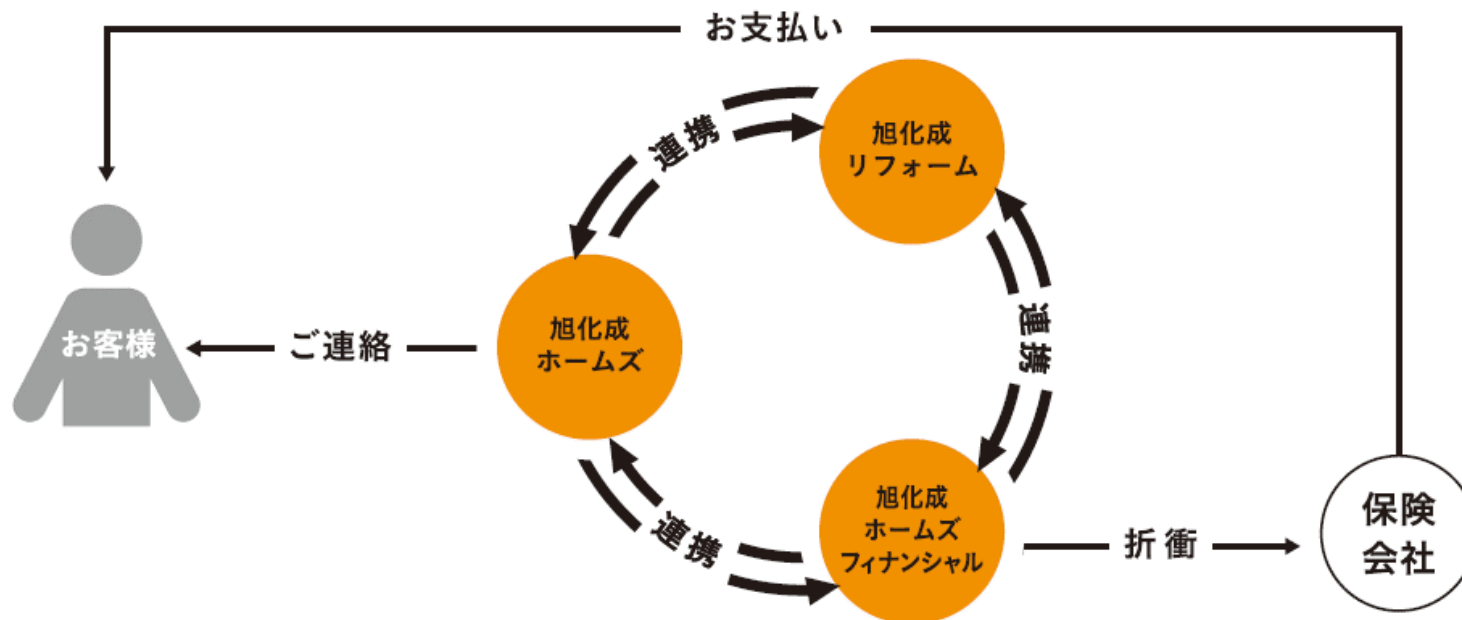 お支払い
旭化成
リフォーム
連携
お客様
ご連絡
旭化成
ホームズ
連携
連携
旭化成
ホームズ
フィナンシャル
折衝
保険
会社